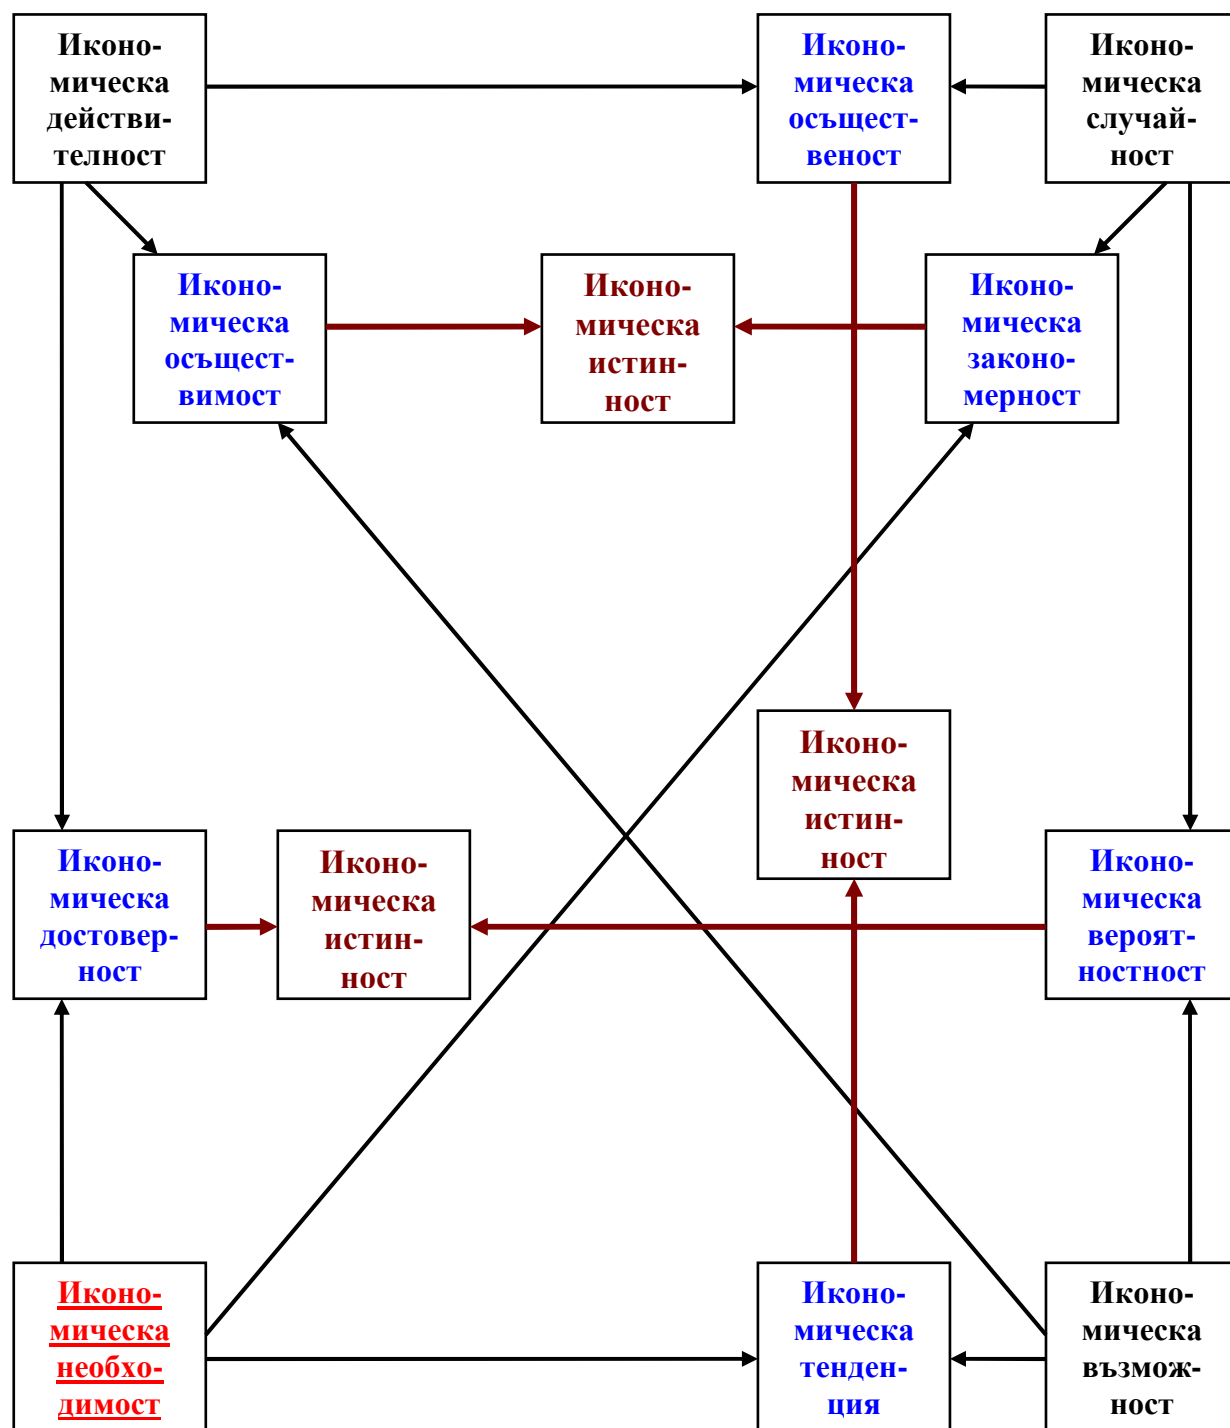 Иконо-
мическа
действи-
телност
Иконо-
мическа
осъщест-
веност
Иконо-
мическа
случай-
ност
Иконо-
мическа
осъщест-
вимост
Иконо-
мическа
истин-
ност
Иконо-
мическа
законо-
мерност
Иконо-
мическа
истин-
ност
Иконо-
мическа
достовер-
ност
Иконо-
мическа
истин-
ност
Иконо-
мическа
вероят-
ностност
Иконо-
мическа
необхо-
димост
Иконо-
мическа
тенден-
ция
Иконо-
мическа
възмож-
ност